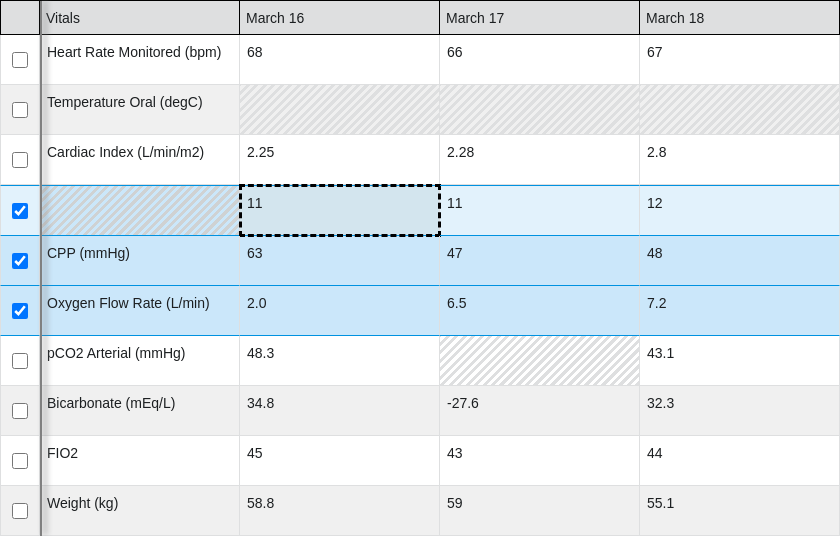 Vitals March 16 March 17 March 18
Heart Rate Monitored (bpm) 68 66 67
Temperature Oral (degC)
Cardiac Index (L/min/m2) 2.25 2.28 2.8
11 11 12
CPP (mmHg) 63 47 48
Oxygen Flow Rate (L/min) 2.0 6.5 7.2
pCO2 Arterial (mmHg) 48.3 43.1
Bicarbonate (mEq/L) 34.8 -27.6 32.3
FIO2 45 43 44
Weight (kg) 58.8 59 55.1